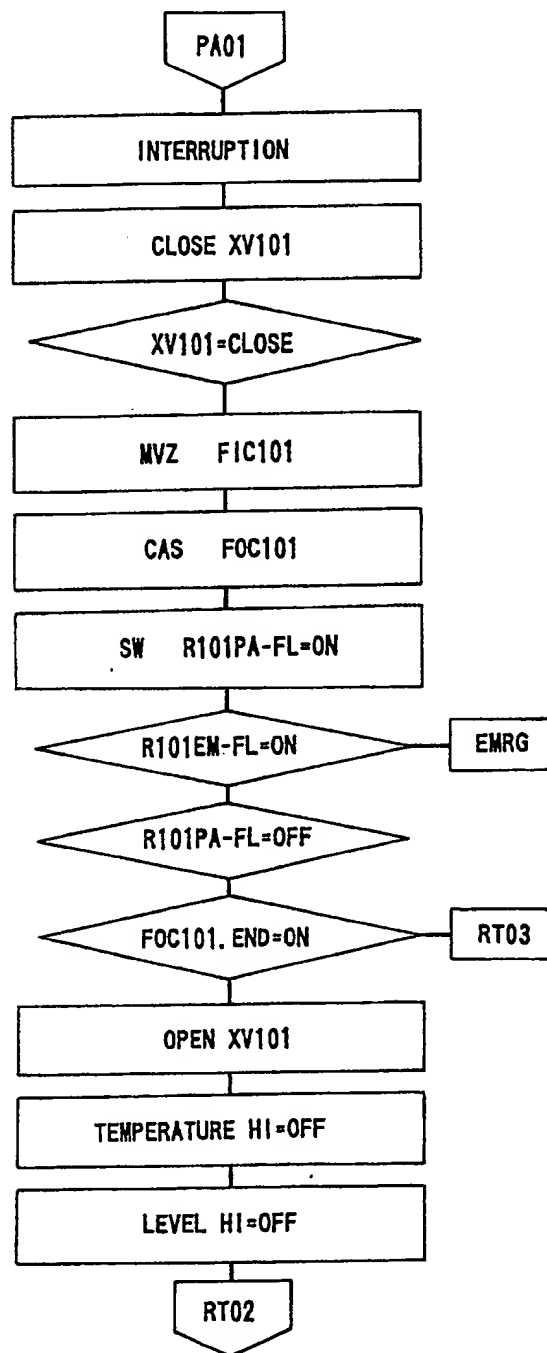 PA01
INTERRUPTION
CLOSE XV101
XV101=CLOSE
MVZ FIC101
CAS FOC101
SW R101PA-FL=ON
R101EM-FL=ON
EMRG
R101PA-FL=OFF
FOC101.END=ON
RT03
OPEN XV101
TEMPERATURE HI=OFF
LEVEL HI=OFF
RT02